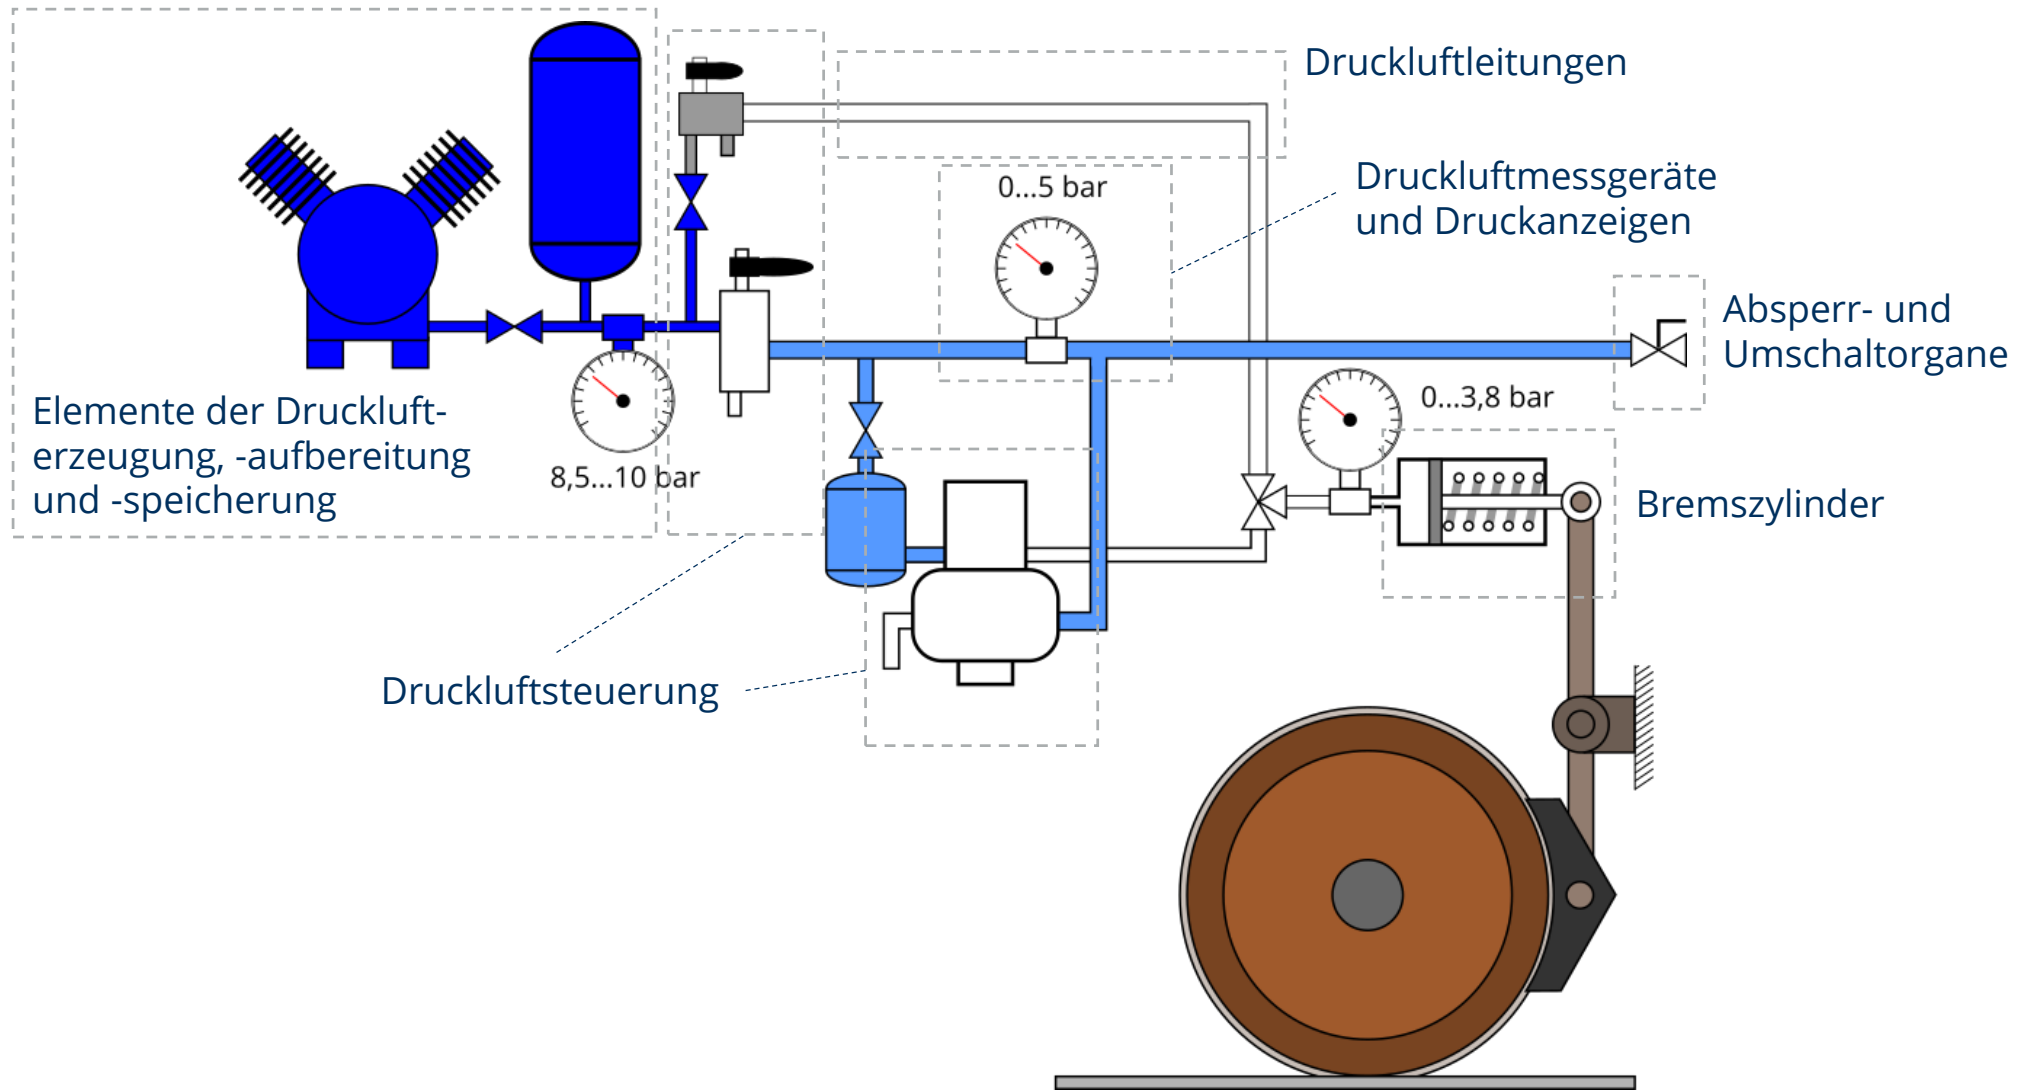 Druckluftleitungen
0...5 bar
Druckluftmessgeräte
und Druckanzeigen
Absperr- und
Umschaltorgane
0...3,8 bar
Elemente der Druckluft-
erzeugung, -aufbereitung
und -speicherung
8,5...10 bar
Bremszylinder
Druckluftsteuerung